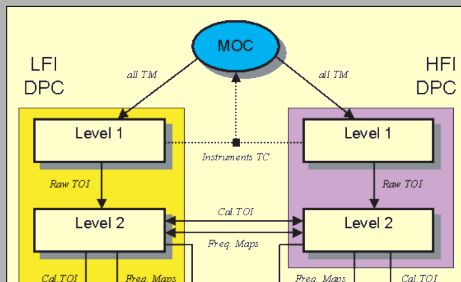 MOC
LFI
DPC
HFI
DPC
all TM
all TM
Level 1
Level 1
Instruments TC
Raw TOI
Raw TOI
Level 2
Level 2
Cal.TOI
Freq. Maps
Cal.TOI
Freq. Maps
Freq. Maps
Cal.TOI